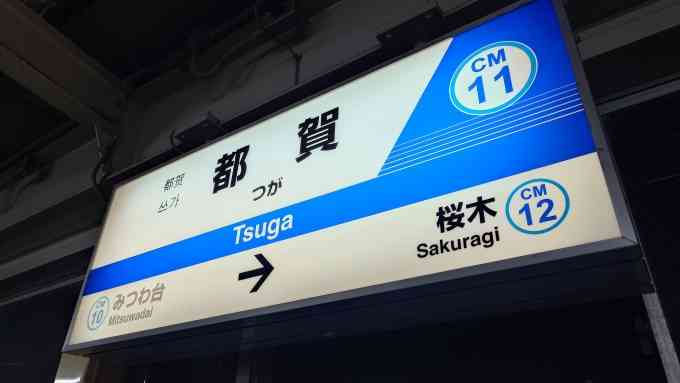 CM
11
都賀
都賀
쓰가
つが
Tsuga
→
桜木
Sakuragi
CM
12
CM
10
みつわ台
Mitsuwadai